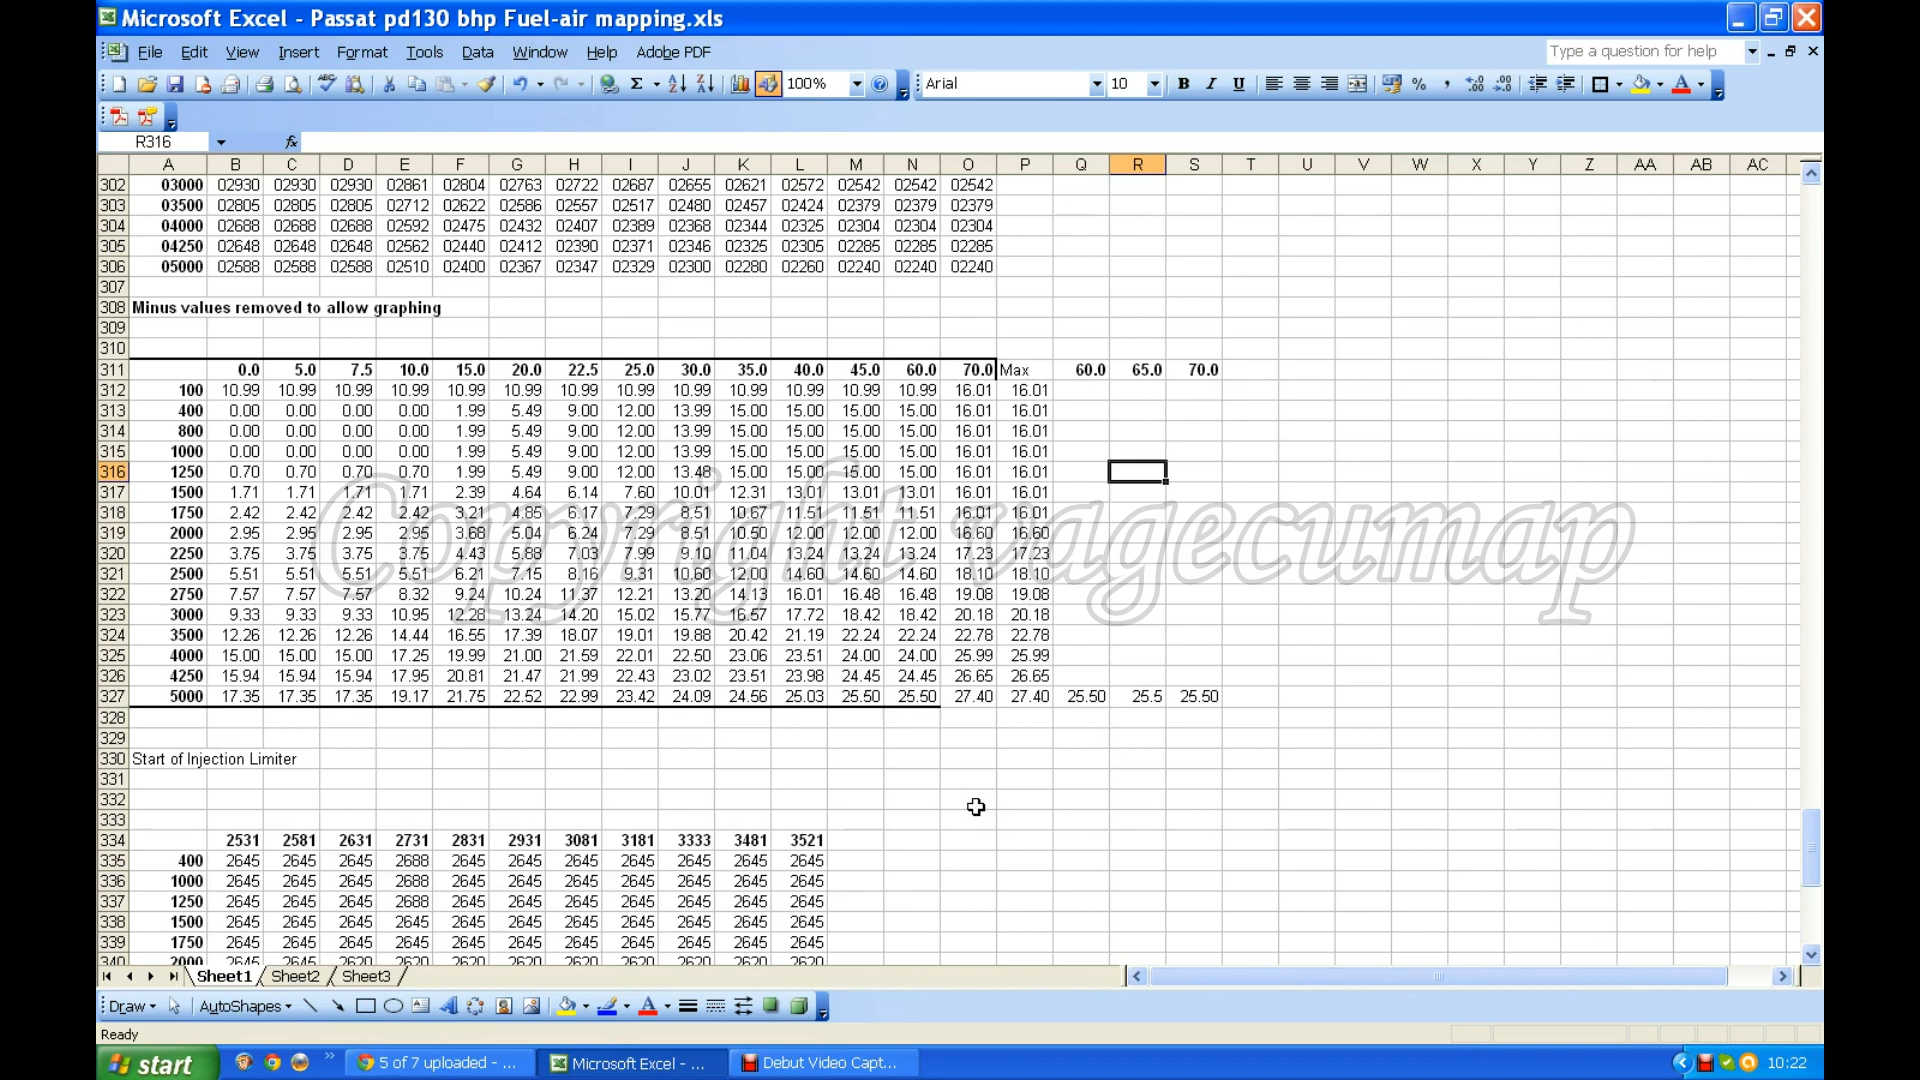 Microsoft Excel - Passat pd130 bhp Fuel-air mapping.xls
File Edit View Insert Format Tools Data Window Help Adobe PDF Type a question for help
100% Arial 10 B I U
R316 fx
A B C D E F G H I J K L M N O P Q R S T U V W X Y Z AA AB AC
302 03000 02930 02930 02930 02861 02804 02763 02722 02687 02655 02621 02572 02542 02542 02542
303 03500 02805 02805 02805 02712 02622 02586 02557 02517 02480 02457 02424 02379 02379 02379
304 04000 02688 02688 02688 02592 02475 02432 02407 02389 02368 02344 02325 02304 02304 02304
305 04250 02648 02648 02648 02562 02440 02412 02390 02371 02346 02325 02305 02285 02285 02285
306 05000 02588 02588 02588 02510 02400 02367 02347 02329 02300 02280 02260 02240 02240 02240
307
308 Minus values removed to allow graphing
309
310
311 0.0 5.0 7.5 10.0 15.0 20.0 22.5 25.0 30.0 35.0 40.0 45.0 60.0 70.0 Max 60.0 65.0 70.0
312 100 10.99 10.99 10.99 10.99 10.99 10.99 10.99 10.99 10.99 10.99 10.99 10.99 10.99 16.01 16.01
313 400 0.00 0.00 0.00 0.00 1.99 5.49 9.00 12.00 13.99 15.00 15.00 15.00 15.00 16.01 16.01
314 800 0.00 0.00 0.00 0.00 1.99 5.49 9.00 12.00 13.99 15.00 15.00 15.00 15.00 16.01 16.01
315 1000 0.00 0.00 0.00 0.00 1.99 5.49 9.00 12.00 13.99 15.00 15.00 15.00 15.00 16.01 16.01
316 1250 0.70 0.70 0.70 0.70 1.99 5.49 9.00 12.00 13.48 15.00 15.00 15.00 15.00 16.01 16.01
317 1500 1.71 1.71 1.71 1.71 2.39 4.64 6.14 7.60 10.01 12.31 13.01 13.01 13.01 16.01 16.01
318 1750 2.42 2.42 2.42 2.42 3.21 4.85 6.17 7.29 8.51 10.67 11.51 11.51 11.51 16.01 16.01
319 2000 2.95 2.95 2.95 2.95 3.68 5.04 6.24 7.29 8.51 10.50 12.00 12.00 12.00 16.60 16.60
320 2250 3.75 3.75 3.75 3.75 4.43 5.88 7.03 7.99 9.10 11.04 13.24 13.24 13.24 17.23 17.23
321 2500 5.51 5.51 5.51 5.51 6.21 7.15 8.16 9.31 10.60 12.00 14.60 14.60 14.60 18.10 18.10
322 2750 7.57 7.57 7.57 8.32 9.24 10.24 11.37 12.21 13.20 14.13 16.01 16.48 16.48 19.08 19.08
323 3000 9.33 9.33 9.33 10.95 12.28 13.24 14.20 15.02 15.77 16.57 17.72 18.42 18.42 20.18 20.18
324 3500 12.26 12.26 12.26 14.44 16.55 17.39 18.07 19.01 19.88 20.42 21.19 22.24 22.24 22.78 22.78
325 4000 15.00 15.00 15.00 17.25 19.99 21.00 21.59 22.01 22.50 23.06 23.51 24.00 24.00 25.99 25.99
326 4250 15.94 15.94 15.94 17.95 20.81 21.47 21.99 22.43 23.02 23.51 23.98 24.45 24.45 26.65 26.65
327 5000 17.35 17.35 17.35 19.17 21.75 22.52 22.99 23.42 24.09 24.56 25.03 25.50 25.50 27.40 27.40 25.50 25.5 25.50
Copyright vagecumap
328
329
330 Start of Injection Limiter
331
332
333
334 2531 2581 2631 2731 2831 2931 3081 3181 3333 3481 3521
335 400 2645 2645 2645 2688 2645 2645 2645 2645 2645 2645 2645
336 1000 2645 2645 2645 2688 2645 2645 2645 2645 2645 2645 2645
337 1250 2645 2645 2645 2688 2645 2645 2645 2645 2645 2645 2645
338 1500 2645 2645 2645 2645 2645 2645 2645 2645 2645 2645 2645
339 1750 2645 2645 2645 2645 2645 2645 2645 2645 2645 2645 2645
340 2000 2645 2645 2620 2620 2620 2620 2620 2620 2620 2620 2620
Sheet1 Sheet2 Sheet3
Draw AutoShapes
Ready
start 5 of 7 uploaded - ... Microsoft Excel - ... Debut Video Capt... 10:22